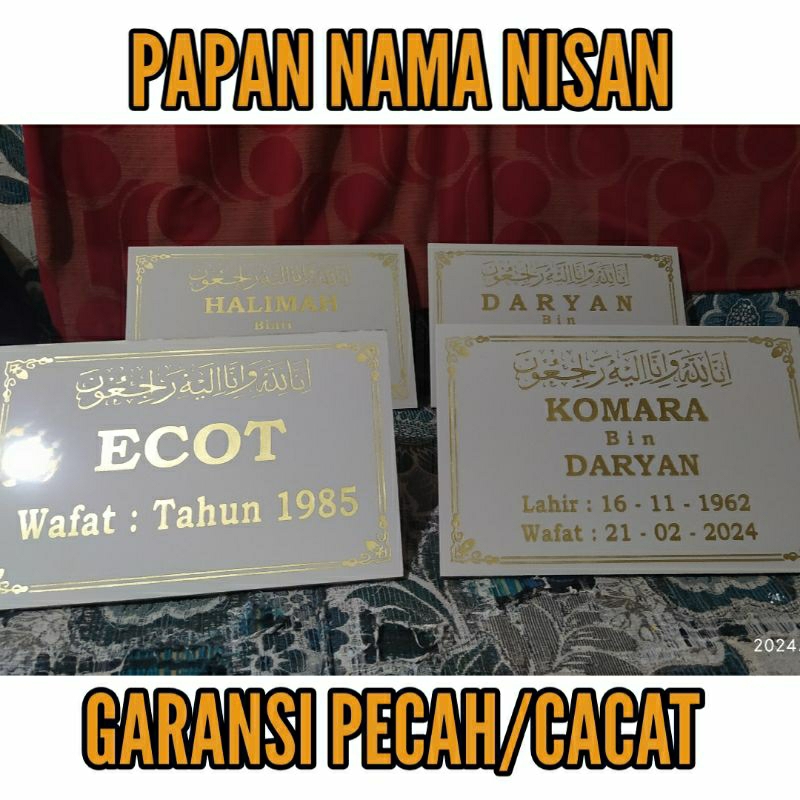 PAPAN NAMA NISAN
إنا لله وإنا إليه راجعون
HALIMAH
Binti
إنا لله وإنا إليه راجعون
DARYAN
Bin
إنا لله وإنا إليه راجعون
ECOT
Wafat : Tahun 1985
إنا لله وإنا إليه راجعون
KOMARA
Bin
DARYAN
Lahir : 16 - 11 - 1962
Wafat : 21 - 02 - 2024
2024
GARANSI PECAH/CACAT